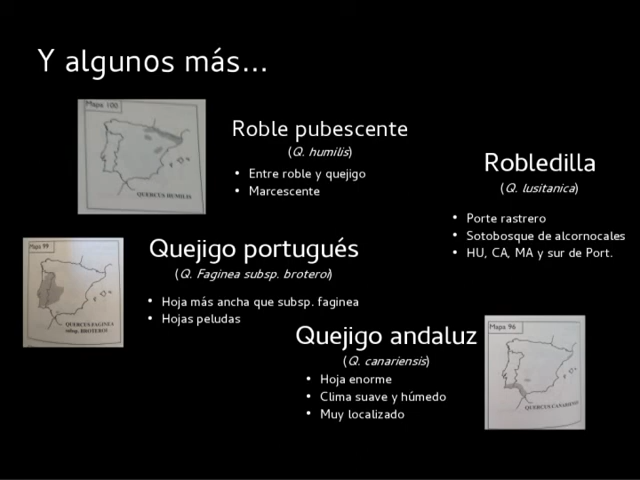 Y algunos más...
Mapa 100
QUERCUS HUMILIS
Roble pubescente
(Q. humilis)
• Entre roble y quejigo
• Marcescente
Robledilla
(Q. lusitanica)
• Porte rastrero
• Sotobosque de alcornocales
• HU, CA, MA y sur de Port.
Mapa 99
QUERCUS FAGINEA
subsp. BROTEROI
Quejigo portugués
(Q. Faginea subsp. broteroi)
• Hoja más ancha que subsp. faginea
• Hojas peludas
Quejigo andaluz
(Q. canariensis)
• Hoja enorme
• Clima suave y húmedo
• Muy localizado
Mapa 96
QUERCUS CANARIENSIS